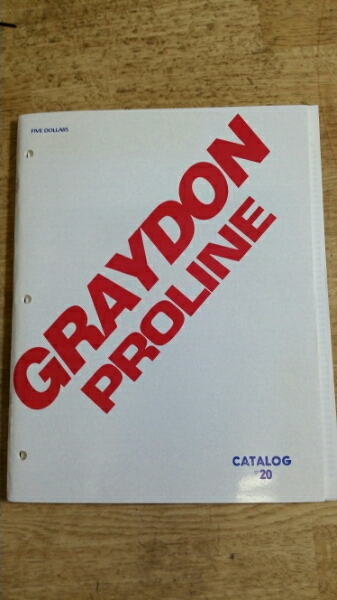 FIVE DOLLARS
GRAYDON
PROLINE
CATALOG
#20